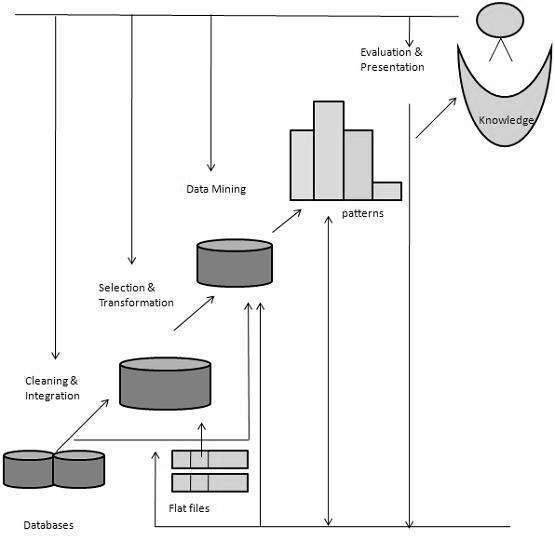 Evaluation &
Presentation
Knowledge
Data Mining
patterns
Selection &
Transformation
Cleaning &
Integration
Flat files
Databases